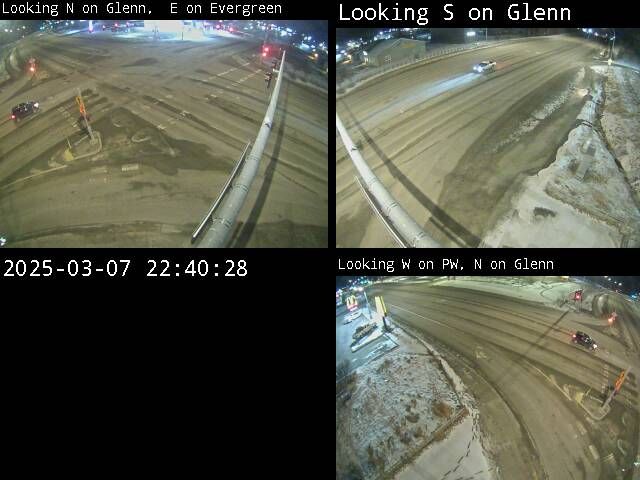 Looking N on Glenn,  E on Evergreen
Looking S on Glenn
2025-03-07 22:40:28
Looking W on PW, N on Glenn